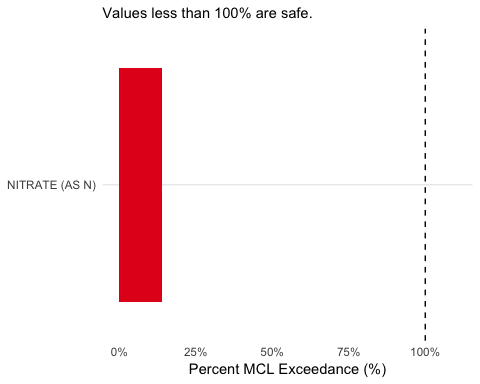 Values less than 100% are safe.
NITRATE (AS N)
0% 25% 50% 75% 100%
Percent MCL Exceedance (%)